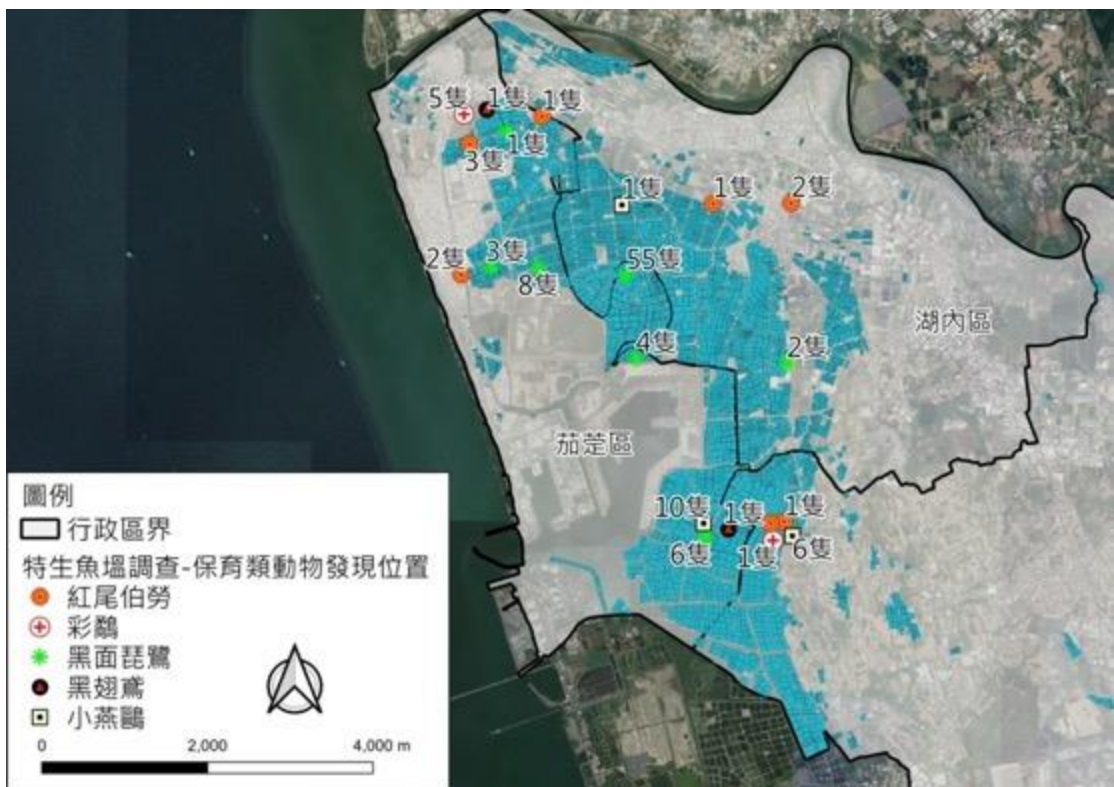 5隻
1隻
1隻
1隻
3隻
1隻
1隻
2隻
2隻
3隻
8隻
55隻
湖內區
4隻
2隻
茄萣區
10隻
1隻
1隻
6隻
1隻
6隻
圖例
行政區界
特生魚塭調查-保育類動物發現位置
紅尾伯勞
彩鷸
黑面琵鷺
黑翅鳶
小燕鷗
0 2,000 4,000 m